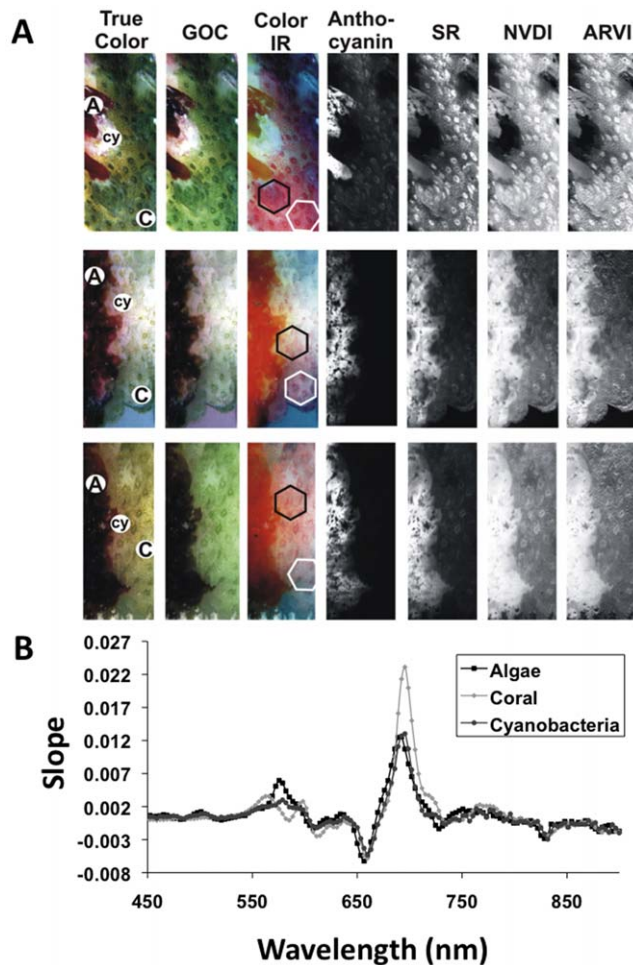 A
True Color
GOC
Color IR
Antho-cyanin
SR
NVDI
ARVI
A
cy
C
A
cy
C
A
cy
C
B
0.027
0.022
0.017
0.012
0.007
0.002
-0.003
-0.008
Slope
Algae
Coral
Cyanobacteria
450
550
650
750
850
Wavelength (nm)